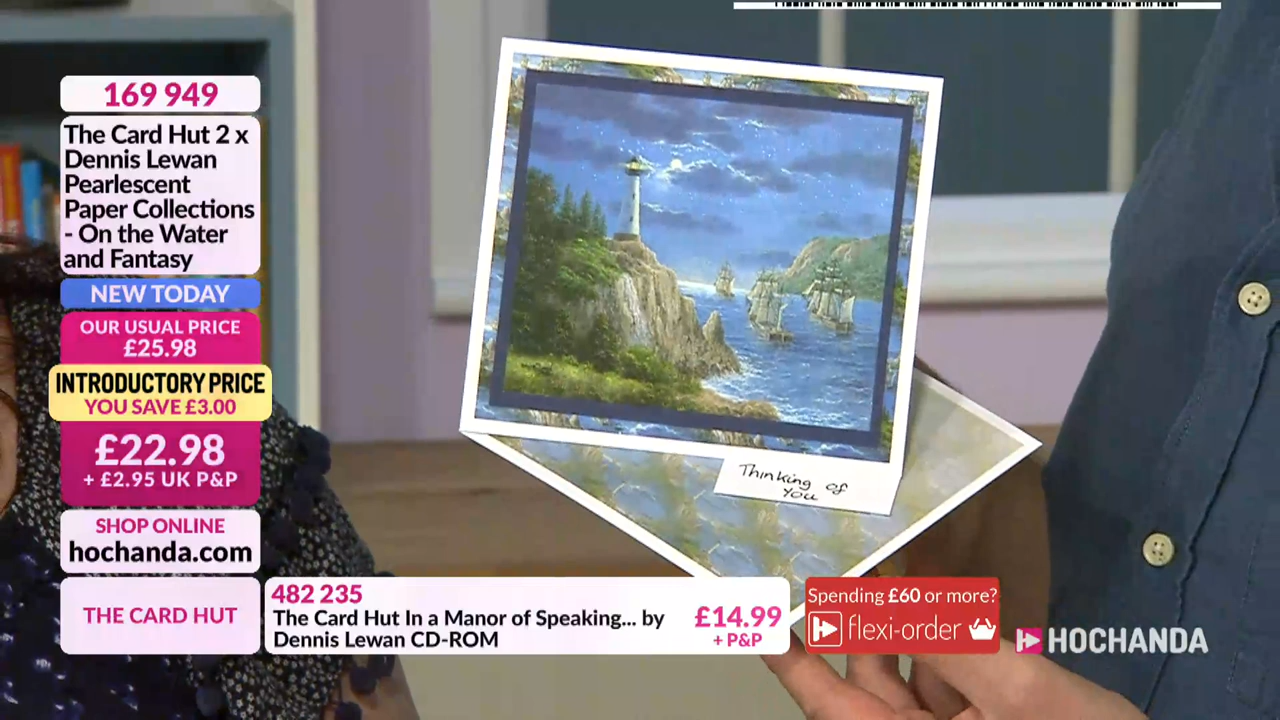 169 949
The Card Hut 2 x
Dennis Lewan
Pearlescent
Paper Collections
- On the Water
and Fantasy
NEW TODAY
OUR USUAL PRICE
£25.98
INTRODUCTORY PRICE
YOU SAVE £3.00
£22.98
+ £2.95 UK P&P
SHOP ONLINE
hochanda.com
THE CARD HUT
482 235
The Card Hut In a Manor of Speaking... by
Dennis Lewan CD-ROM
£14.99
+ P&P
Spending £60 or more?
flexi-order
HOCHANDA
Thinking of
You